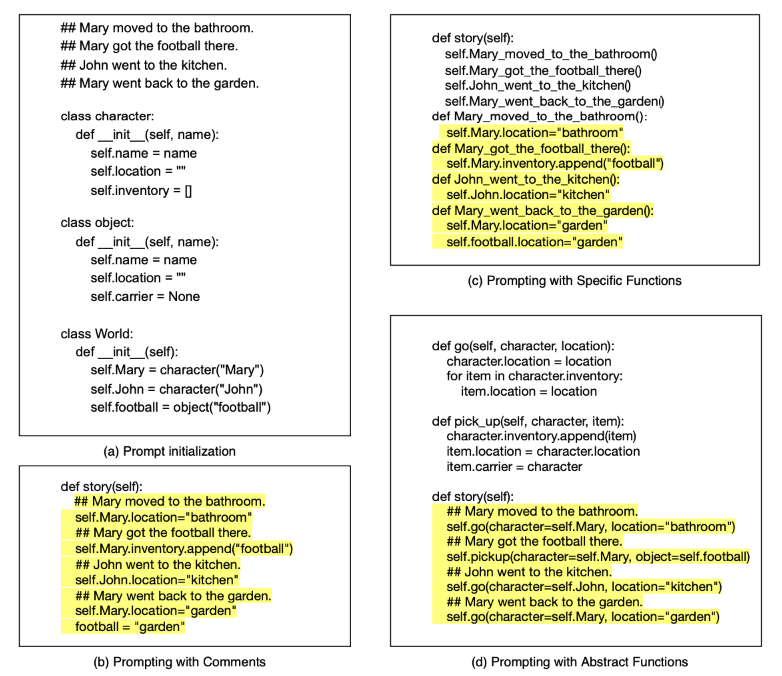 ## Mary moved to the bathroom.
## Mary got the football there.
## John went to the kitchen.
## Mary went back to the garden.
class character:
def __init__(self, name):
self.name = name
self.location = ""
self.inventory = []
class object:
def __init__(self, name):
self.name = name
self.location = ""
self.carrier = None
class World:
def __init__(self):
self.Mary = character("Mary")
self.John = character("John")
self.football = object("football")
(a) Prompt initialization
def story(self):
## Mary moved to the bathroom.
self.Mary.location="bathroom"
## Mary got the football there.
self.Mary.inventory.append("football")
## John went to the kitchen.
self.John.location="kitchen"
## Mary went back to the garden.
self.Mary.location="garden"
football = "garden"
(b) Prompting with Comments
def story(self):
self.Mary_moved_to_the_bathroom()
self.Mary_got_the_football_there()
self.John_went_to_the_kitchen()
self.Mary_went_back_to_the_garden()
def Mary_moved_to_the_bathroom():
self.Mary.location="bathroom"
def Mary_got_the_football_there():
self.Mary.inventory.append("football")
def John_went_to_the_kitchen():
self.John.location="kitchen"
def Mary_went_back_to_the_garden():
self.Mary.location="garden"
self.football.location="garden"
(c) Prompting with Specific Functions
def go(self, character, location):
character.location = location
for item in character.inventory:
item.location = location
def pick_up(self, character, item):
character.inventory.append(item)
item.location = character.location
item.carrier = character
def story(self):
## Mary moved to the bathroom.
self.go(character=self.Mary, location="bathroom")
## Mary got the football there.
self.pickup(character=self.Mary, object=self.football)
## John went to the kitchen.
self.go(character=self.John, location="kitchen")
## Mary went back to the garden.
self.go(character=self.Mary, location="garden")
(d) Prompting with Abstract Functions